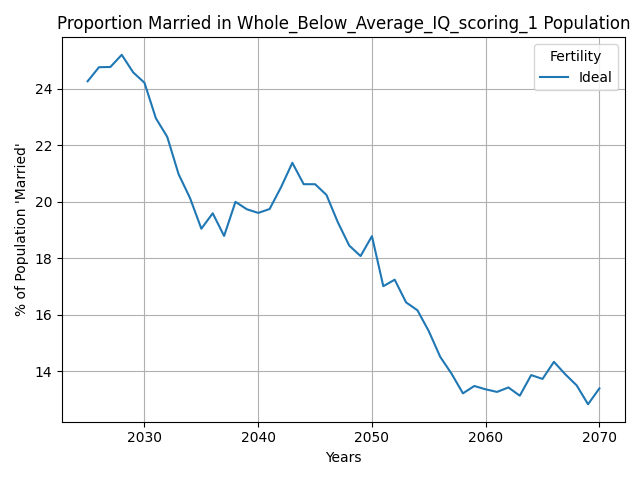 Proportion Married in Whole_Below_Average_IQ_scoring_1 Population
Fertility
Ideal
% of Population 'Married'
24
22
20
18
16
14
2030 2040 2050 2060 2070
Years